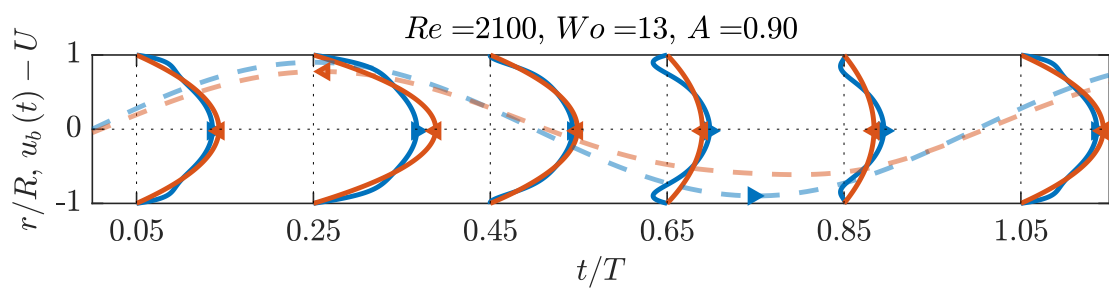 Re =2100, Wo =13, A =0.90
r/R, u_b(t) − U
1
0
-1
0.05 0.25 0.45 0.65 0.85 1.05
t/T